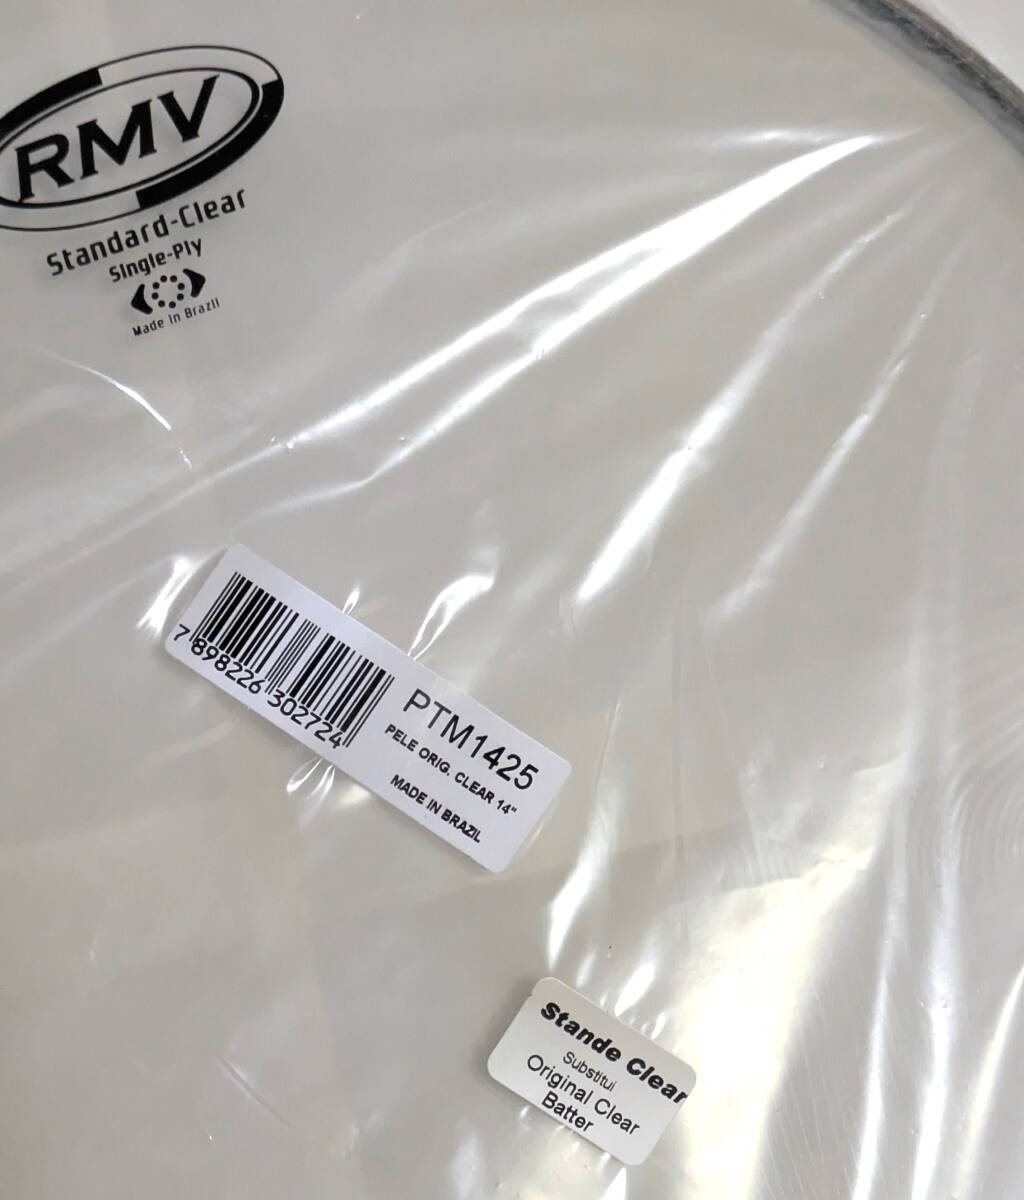 RMV
Standard-Clear
Single-Ply
Made in Brazil
7 898226 302724
PTM1425
PELE ORIG. CLEAR 14"
MADE IN BRAZIL
Stande Clear
Substitui
Original Clear
Batter